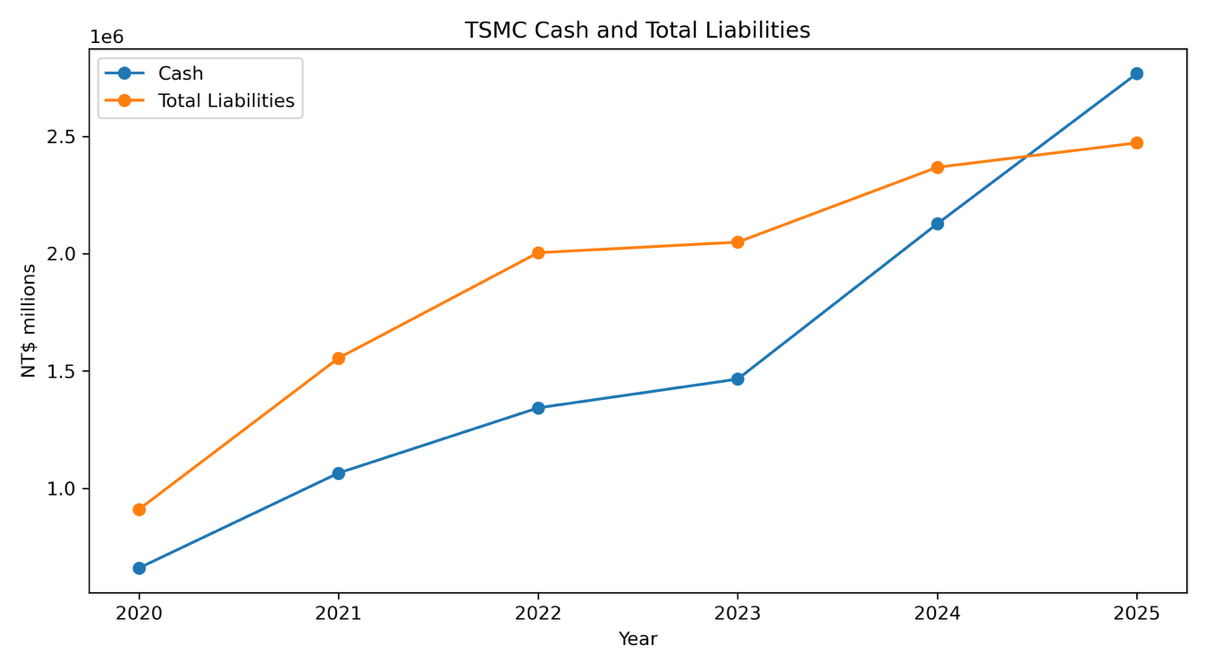 TSMC Cash and Total Liabilities
1e6
Cash
Total Liabilities
2.5
2.0
1.5
1.0
NT$ millions
2020 2021 2022 2023 2024 2025
Year